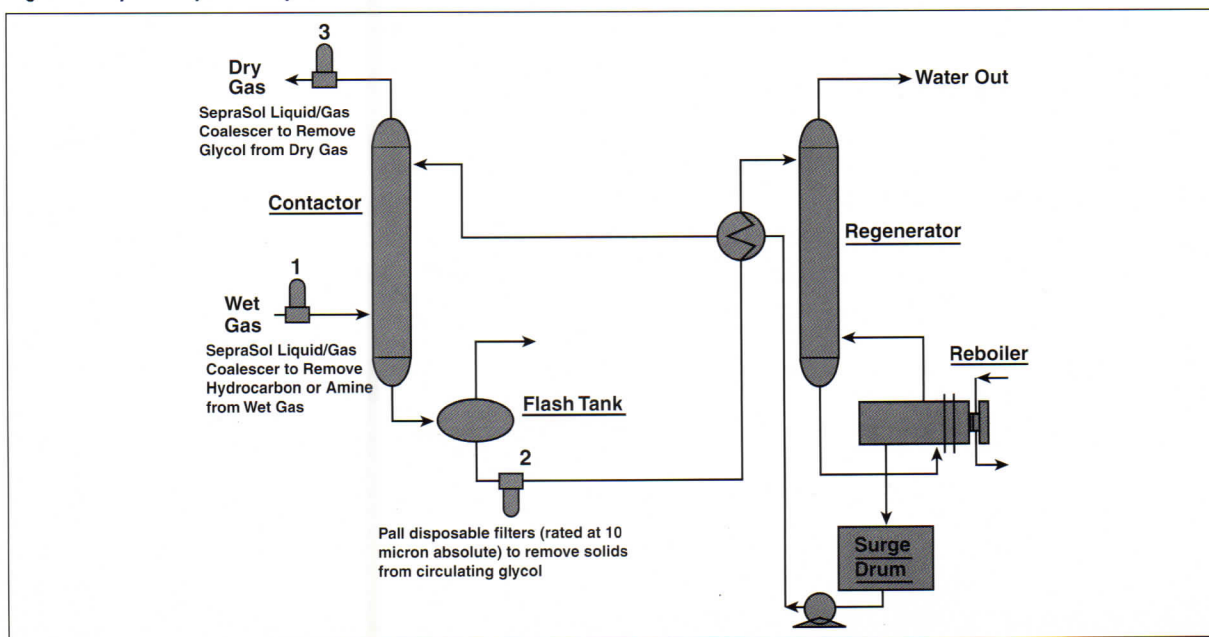 3
Dry
Gas
SepraSol Liquid/Gas
Coalescer to Remove
Glycol from Dry Gas
Contactor
1
Wet
Gas
SepraSol Liquid/Gas
Coalescer to Remove
Hydrocarbon or Amine
from Wet Gas
Flash Tank
2
Pall disposable filters (rated at 10
micron absolute) to remove solids
from circulating glycol
Water Out
Regenerator
Reboiler
Surge
Drum